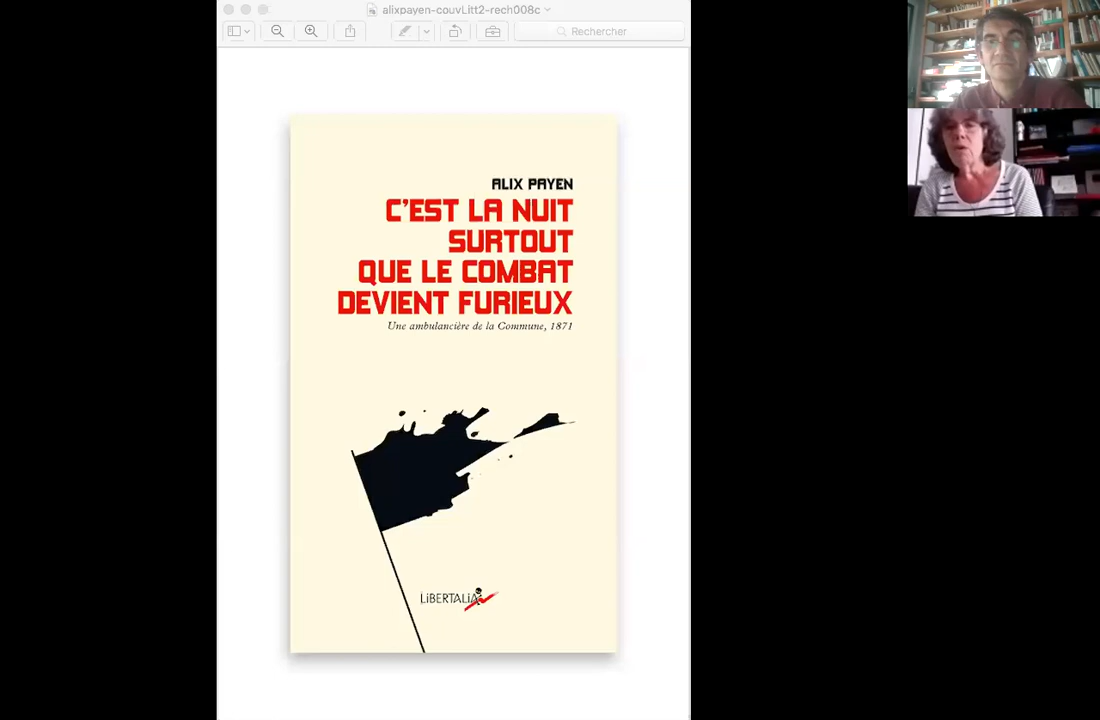 alixpayen-couvLitt2-rech008c
Rechercher
ALIX PAYEN
C'EST LA NUIT
SURTOUT
QUE LE COMBAT
DEVIENT FURIEUX
Une ambulancière de la Commune, 1871
LiBERTALiA